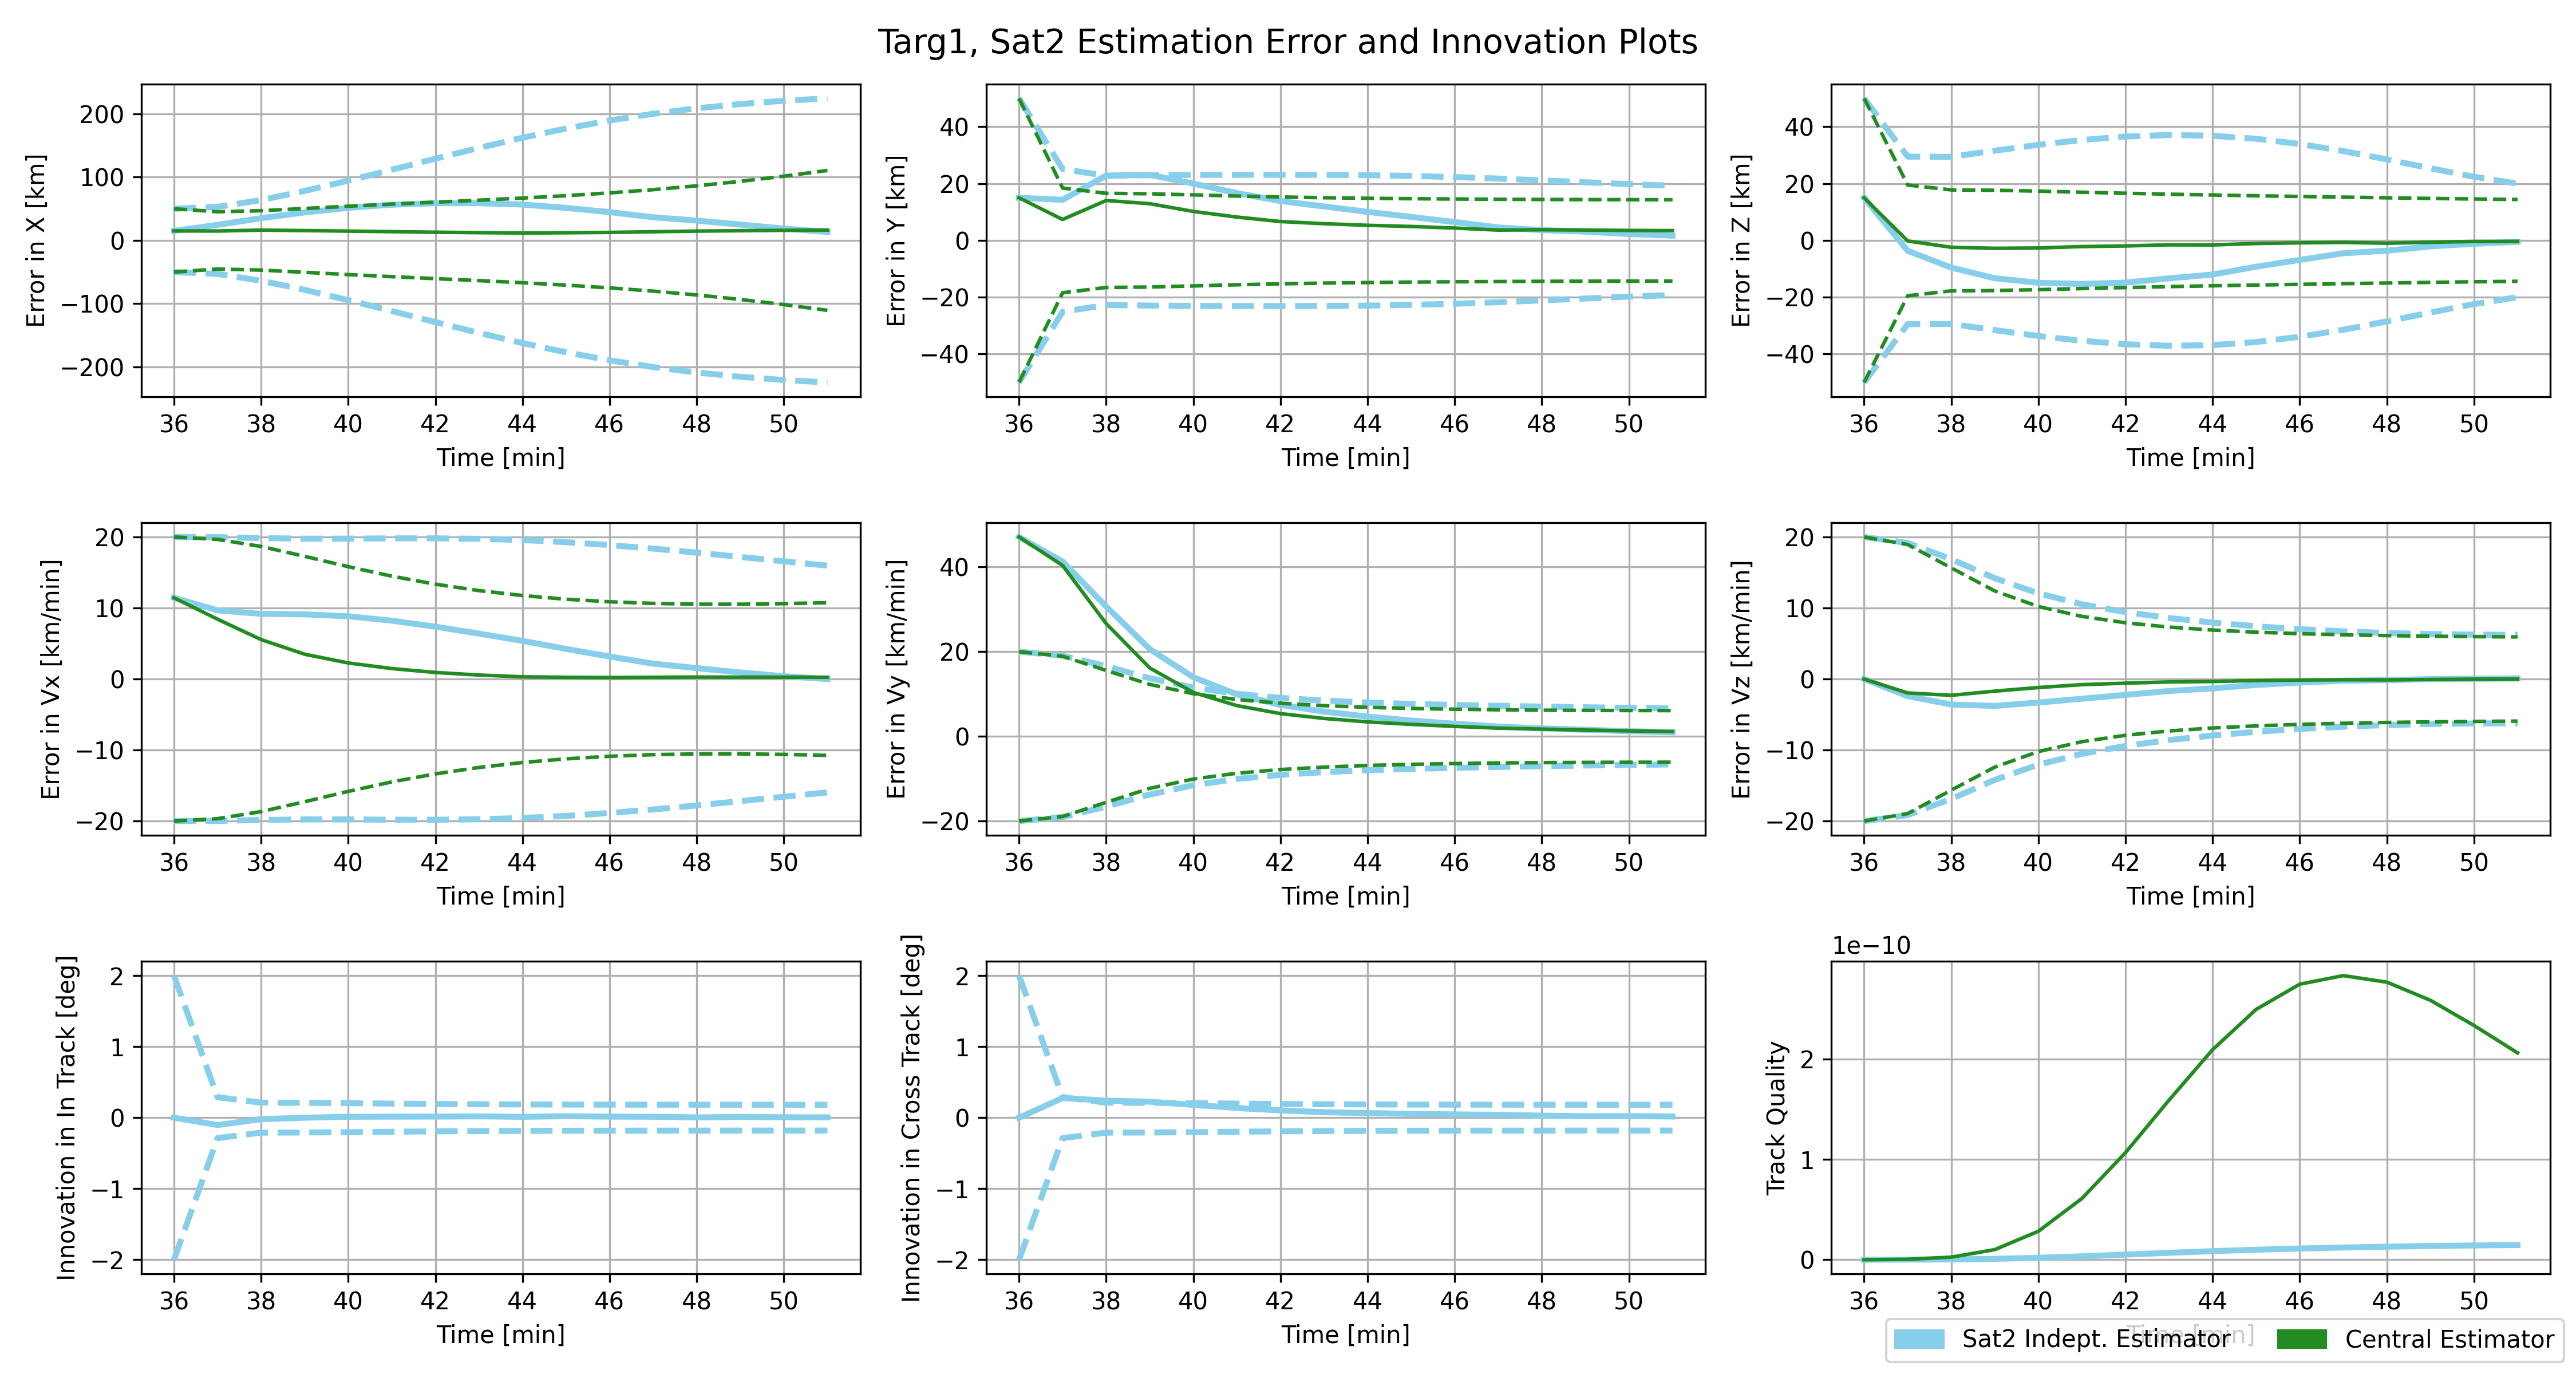 Targ1, Sat2 Estimation Error and Innovation Plots
Error in X [km]
200
100
0
−100
−200
36 38 40 42 44 46 48 50
Time [min]
Error in Y [km]
40
20
0
−20
−40
36 38 40 42 44 46 48 50
Time [min]
Error in Z [km]
40
20
0
−20
−40
36 38 40 42 44 46 48 50
Time [min]
Error in Vx [km/min]
20
10
0
−10
−20
36 38 40 42 44 46 48 50
Time [min]
Error in Vy [km/min]
40
20
0
−20
36 38 40 42 44 46 48 50
Time [min]
Error in Vz [km/min]
20
10
0
−10
−20
36 38 40 42 44 46 48 50
Time [min]
Innovation in In Track [deg]
2
1
0
−1
−2
36 38 40 42 44 46 48 50
Time [min]
Innovation in Cross Track [deg]
2
1
0
−1
−2
36 38 40 42 44 46 48 50
Time [min]
1e−10
Track Quality
2
1
0
36 38 40 42 44 46 48 50
Time [min]
Sat2 Indept. Estimator
Central Estimator